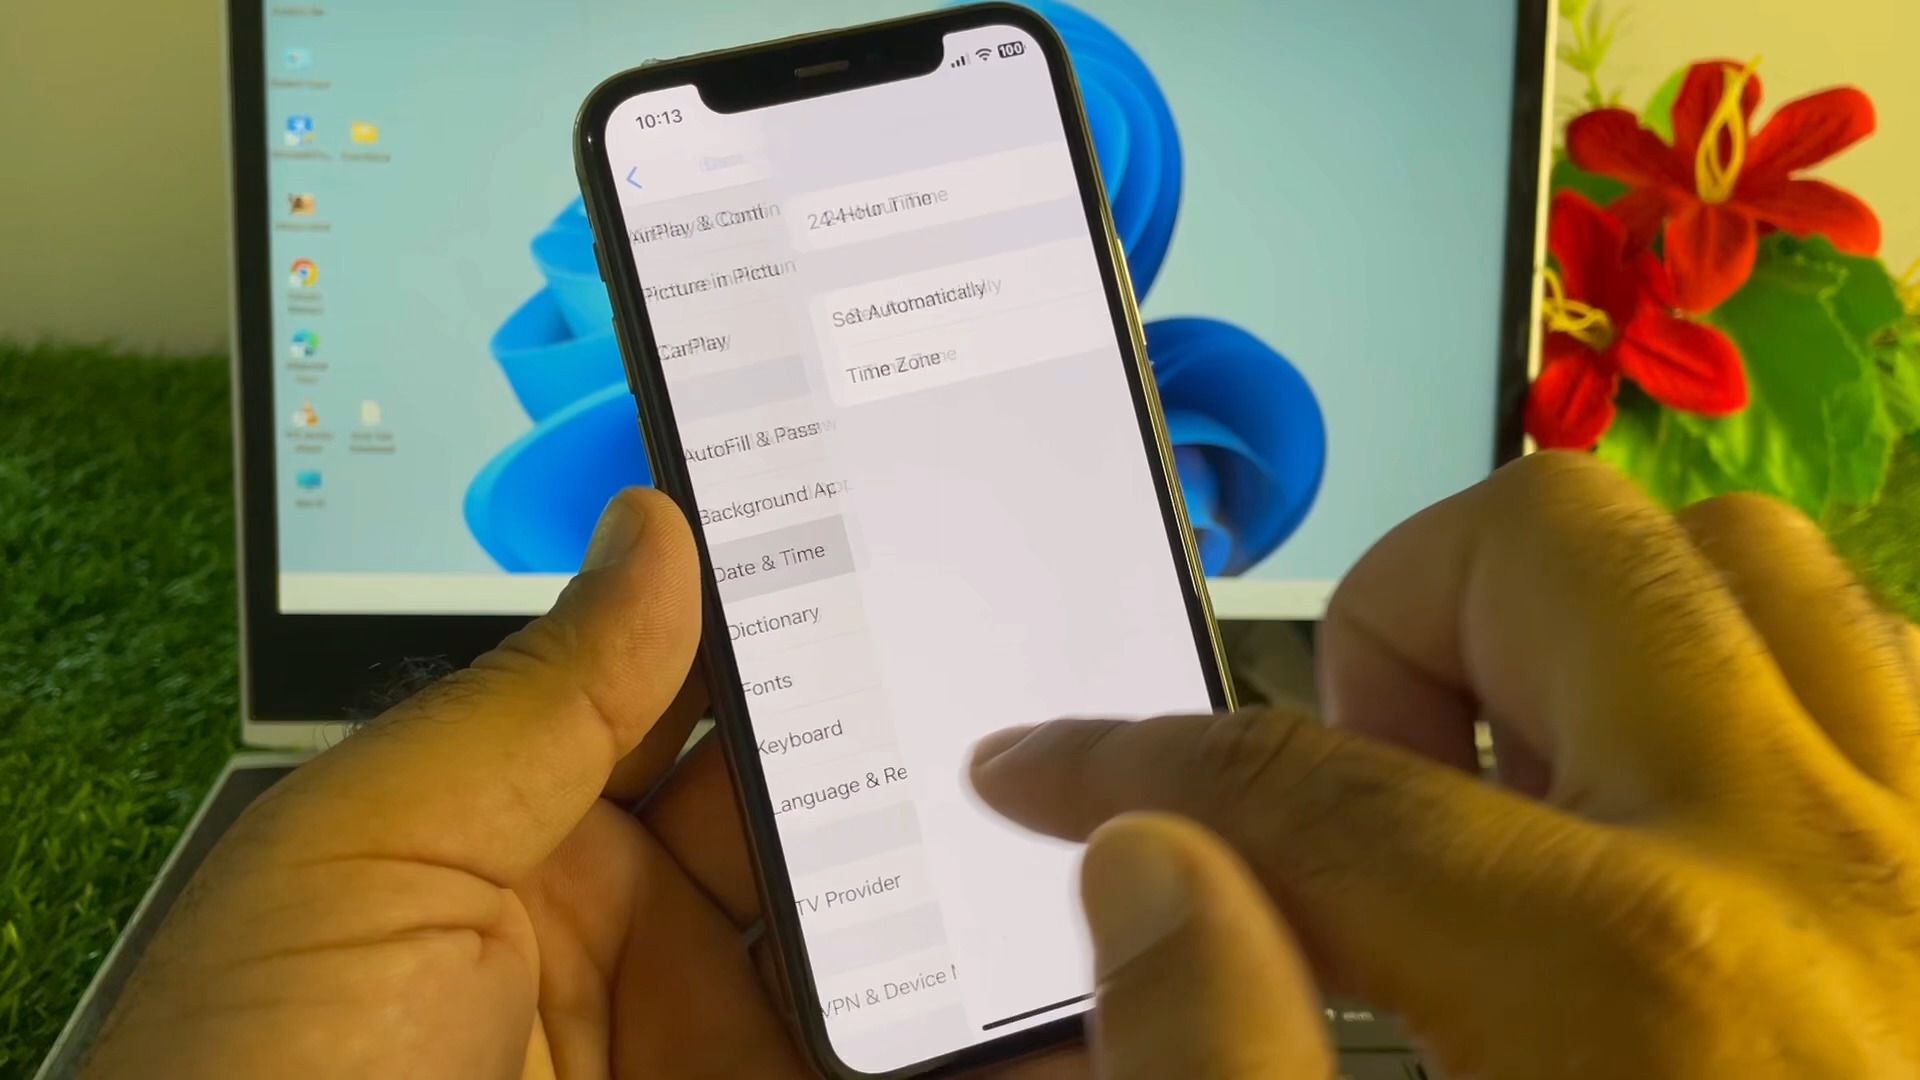 10:13
100
AirPlay & Conti
24-Hour Time
Picture in Pictu
Set Automatically
CarPlay
Time Zone
AutoFill & Pass
Background Ap
Date & Time
Dictionary
Fonts
Keyboard
Language & Re
TV Provider
VPN & Device